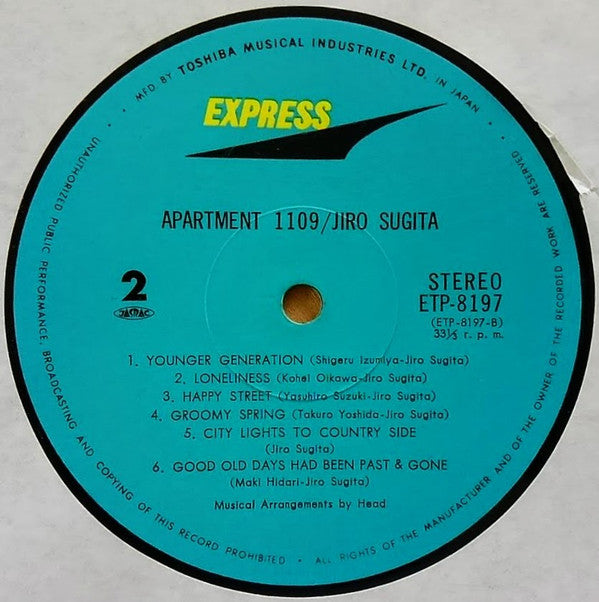 • MFD BY TOSHIBA MUSICAL INDUSTRIES LTD. IN JAPAN •
EXPRESS
APARTMENT 1109/JIRO SUGITA
2
JASRAC
STEREO
ETP-8197
(ETP-8197-B)
33⅓ r. p. m.
1. YOUNGER GENERATION (Shigeru Izumiya-Jiro Sugita)
2. LONELINESS (Kohei Oikawa-Jiro Sugita)
3. HAPPY STREET (Yasuhiro Suzuki-Jiro Sugita)
4. GROOMY SPRING (Takuro Yoshida-Jiro Sugita)
5. CITY LIGHTS TO COUNTRY SIDE
(Jiro Sugita)
6. GOOD OLD DAYS HAD BEEN PAST & GONE
(Maki Hidari-Jiro Sugita)
Musical Arrangements by Head
UNAUTHORIZED PUBLIC PERFORMANCE, BROADCASTING AND COPYING OF THIS RECORD PROHIBITED • ALL RIGHTS OF THE MANUFACTURER AND OF THE OWNER OF THE RECORDED WORK ARE RESERVED